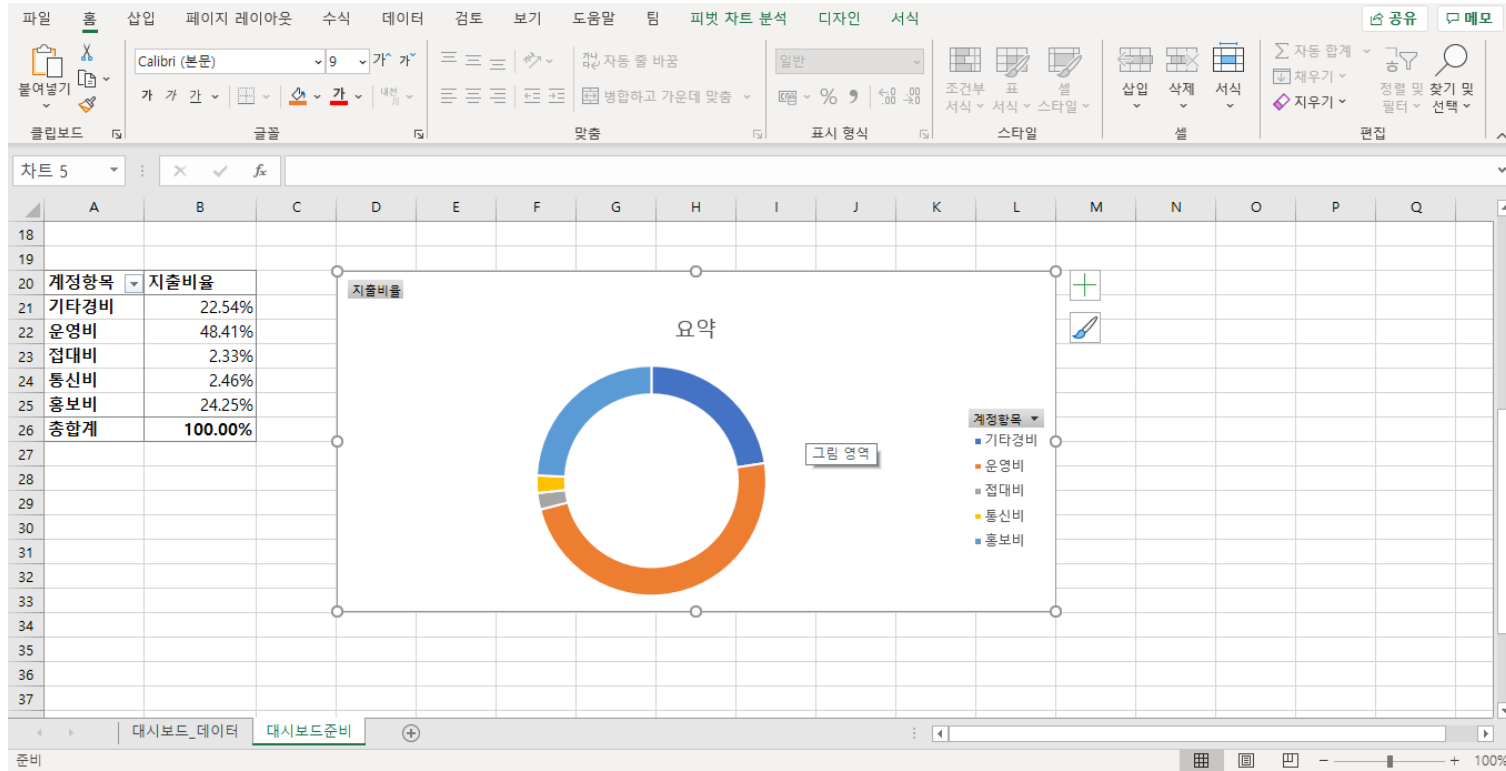 파일 홈 삽입 페이지 레이아웃 수식 데이터 검토 보기 도움말 팀 피벗 차트 분석 디자인 서식 공유 메모
붙여넣기
Calibri (본문) 9 가 가
가 가 간 가 내천
자동 줄 바꿈
병합하고 가운데 맞춤
일반
% 9 .00 .00
조건부 서식
표 서식
셀 스타일
삽입 삭제 서식
자동 합계
채우기
지우기
정렬 및 필터
찾기 및 선택
클립보드 글꼴 맞춤 표시 형식 스타일 셀 편집
차트 5 fx
A B C D E F G H I J K L M N O P Q
18
19
20 계정항목 지출비율
21 기타경비 22.54%
22 운영비 48.41%
23 접대비 2.33%
24 통신비 2.46%
25 홍보비 24.25%
26 총합계 100.00%
27
28
29
30
31
32
33
34
35
36
37
지출비율
요약
그림 영역
계정항목
기타경비
운영비
접대비
통신비
홍보비
대시보드_데이터 대시보드준비
준비 100%